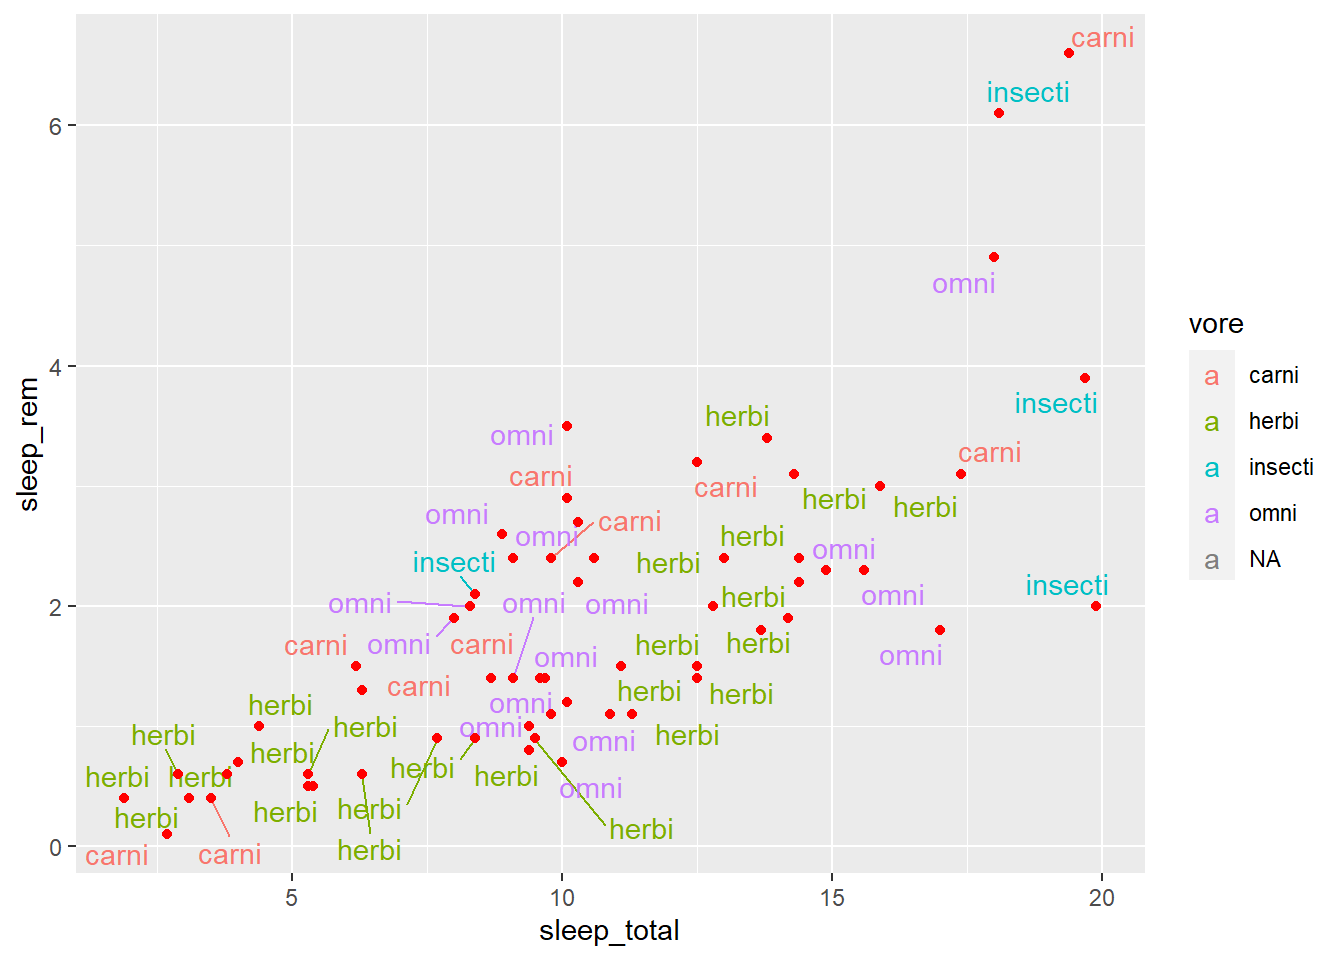 carni
insecti
6
omni
vore
a carni
4
insecti
herbi
a herbi
omni
carni
carni
a insecti
sleep_rem
carni
herbi
herbi
omni
carni
a omni
omni
herbi
omni
insecti
herbi
a NA
insecti
2
omni
omni
omni
herbi
omni
carni
omni
carni
herbi
herbi
omni
omni
carni
herbi
herbi
herbi
omni
herbi
herbi
omni
herbi
omni
herbi
herbi
herbi
herbi
herbi
omni
herbi
herbi
herbi
herbi
0
carni
carni
herbi
5
10
15
20
sleep_total